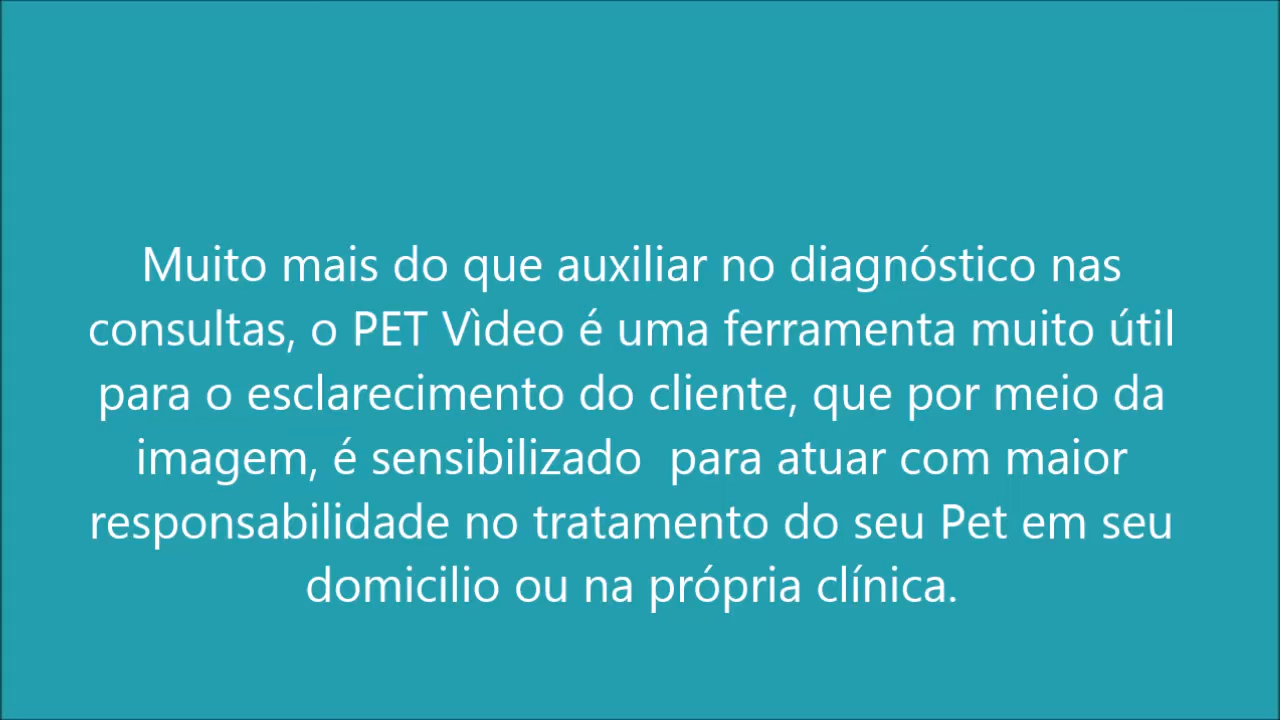 Muito mais do que auxiliar no diagnóstico nas
consultas, o PET Vìdeo é uma ferramenta muito útil
para o esclarecimento do cliente, que por meio da
imagem, é sensibilizado  para atuar com maior
responsabilidade no tratamento do seu Pet em seu
domicilio ou na própria clínica.